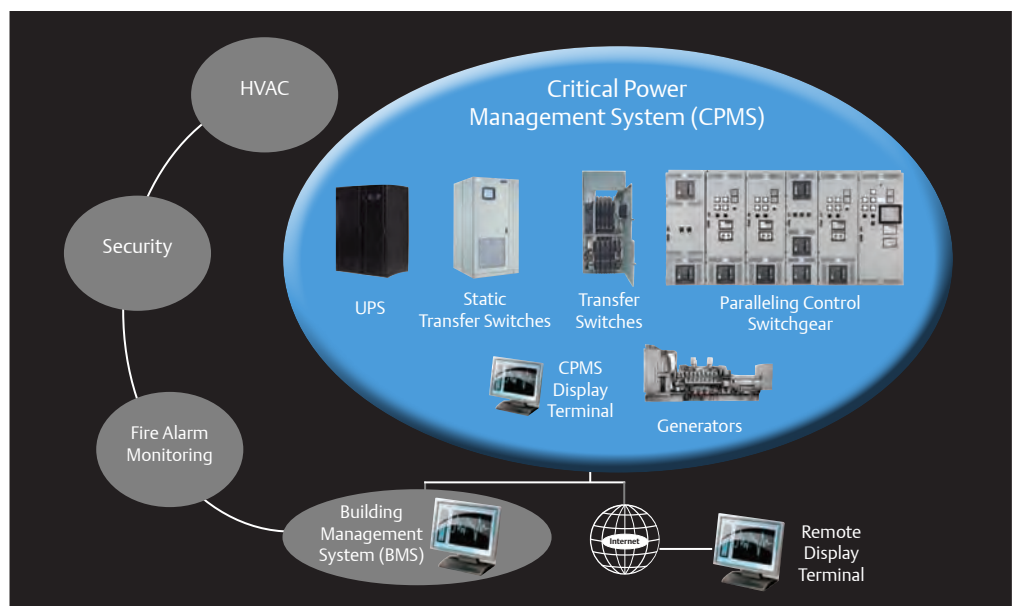 HVAC
Critical Power
Management System (CPMS)
Security
UPS
Static
Transfer Switches
Transfer
Switches
Paralleling Control
Switchgear
CPMS
Display
Terminal
Generators
Fire Alarm
Monitoring
Building
Management
System (BMS)
Internet
Remote
Display
Terminal